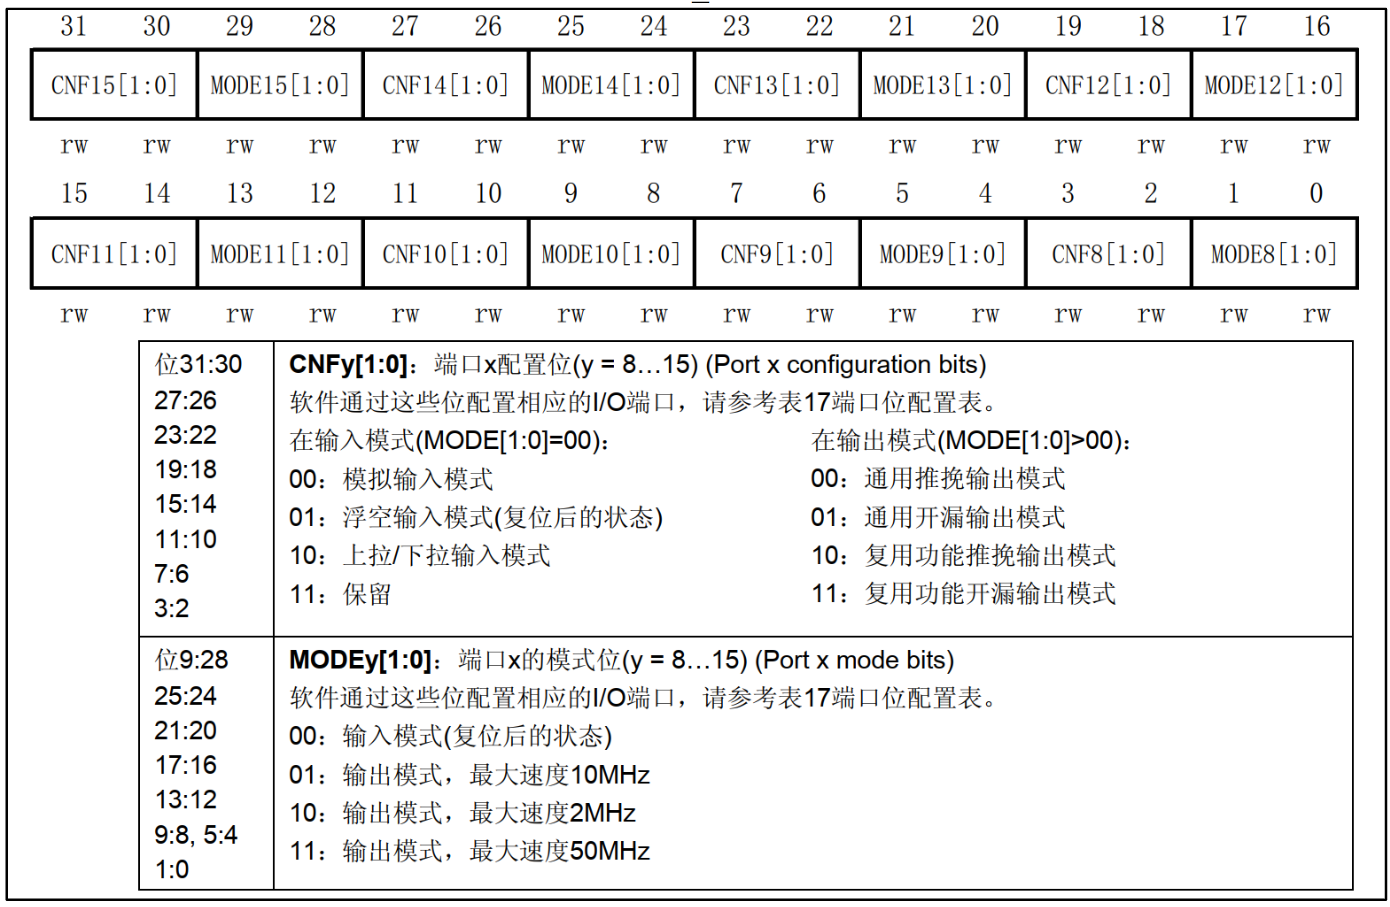 31 30 29 28 27 26 25 24 23 22 21 20 19 18 17 16
CNF15[1:0] MODE15[1:0] CNF14[1:0] MODE14[1:0] CNF13[1:0] MODE13[1:0] CNF12[1:0] MODE12[1:0]
rw rw rw rw rw rw rw rw rw rw rw rw rw rw rw rw
15 14 13 12 11 10 9 8 7 6 5 4 3 2 1 0
CNF11[1:0] MODE11[1:0] CNF10[1:0] MODE10[1:0] CNF9[1:0] MODE9[1:0] CNF8[1:0] MODE8[1:0]
rw rw rw rw rw rw rw rw rw rw rw rw rw rw rw rw
位31:30
27:26
23:22
19:18
15:14
11:10
7:6
3:2
CNFy[1:0]：端口x配置位(y = 8…15) (Port x configuration bits)
软件通过这些位配置相应的I/O端口，请参考表17端口位配置表。
在输入模式(MODE[1:0]=00)：
00：模拟输入模式
01：浮空输入模式(复位后的状态)
10：上拉/下拉输入模式
11：保留
在输出模式(MODE[1:0]>00)：
00：通用推挽输出模式
01：通用开漏输出模式
10：复用功能推挽输出模式
11：复用功能开漏输出模式
位9:28
25:24
21:20
17:16
13:12
9:8, 5:4
1:0
MODEy[1:0]：端口x的模式位(y = 8…15) (Port x mode bits)
软件通过这些位配置相应的I/O端口，请参考表17端口位配置表。
00：输入模式(复位后的状态)
01：输出模式，最大速度10MHz
10：输出模式，最大速度2MHz
11：输出模式，最大速度50MHz